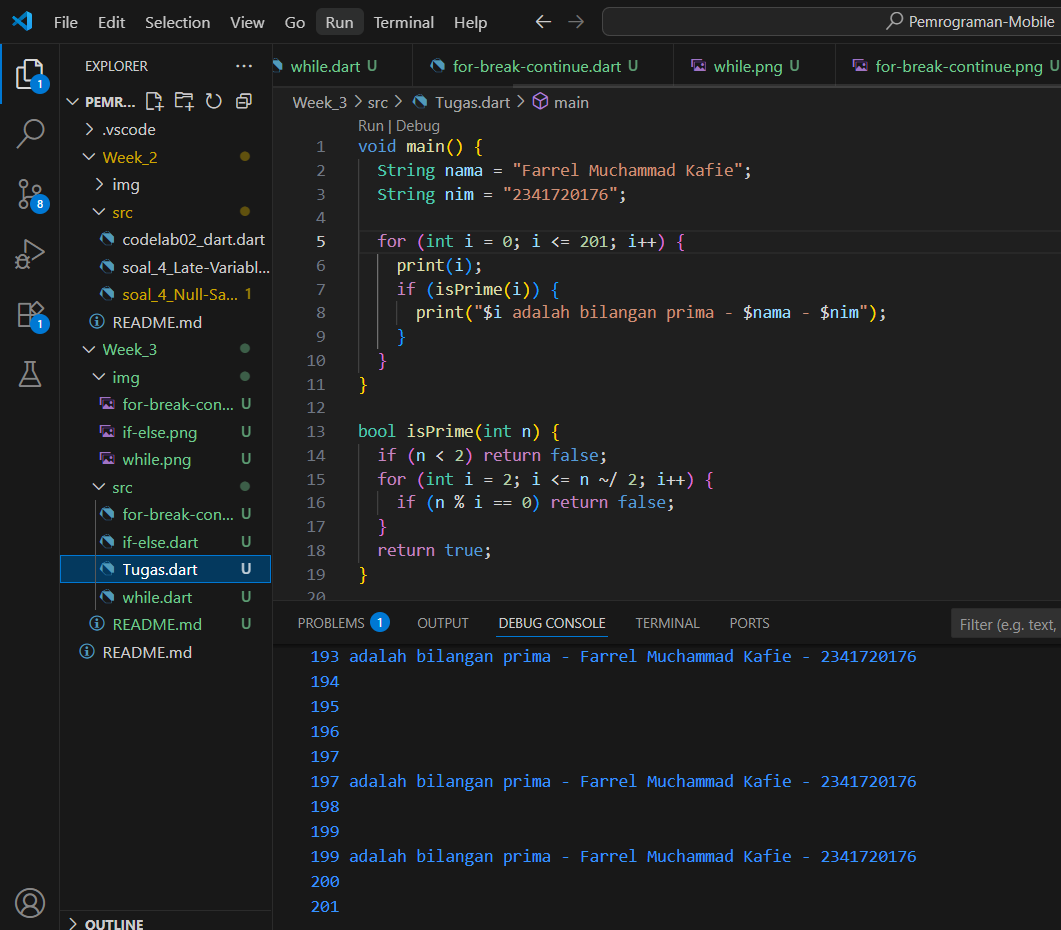 File Edit Selection View Go Run Terminal Help Pemrograman-Mobile
EXPLORER
while.dart U for-break-continue.dart U while.png U for-break-continue.png U
PEMR...
Week_3 > src > Tugas.dart > main
.vscode
Week_2
img
src
codelab02_dart.dart
soal_4_Late-Variabl...
soal_4_Null-Sa... 1
README.md
Week_3
img
for-break-con... U
if-else.png U
while.png U
src
for-break-con... U
if-else.dart U
Tugas.dart U
while.dart U
README.md U
README.md
OUTLINE
1
8
1
Run | Debug
1 void main() {
2 String nama = "Farrel Muchammad Kafie";
3 String nim = "2341720176";
4
5 for (int i = 0; i <= 201; i++) {
6 print(i);
7 if (isPrime(i)) {
8 print("$i adalah bilangan prima - $nama - $nim");
9 }
10 }
11 }
12
13 bool isPrime(int n) {
14 if (n < 2) return false;
15 for (int i = 2; i <= n ~/ 2; i++) {
16 if (n % i == 0) return false;
17 }
18 return true;
19 }
20
PROBLEMS 1 OUTPUT DEBUG CONSOLE TERMINAL PORTS Filter (e.g. text,
193 adalah bilangan prima - Farrel Muchammad Kafie - 2341720176
194
195
196
197
197 adalah bilangan prima - Farrel Muchammad Kafie - 2341720176
198
199
199 adalah bilangan prima - Farrel Muchammad Kafie - 2341720176
200
201